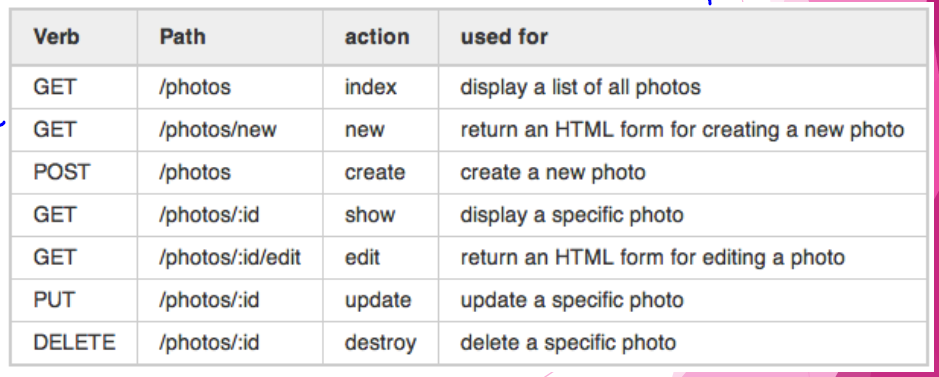 Verb Path action used for
GET /photos index display a list of all photos
GET /photos/new new return an HTML form for creating a new photo
POST /photos create create a new photo
GET /photos/:id show display a specific photo
GET /photos/:id/edit edit return an HTML form for editing a photo
PUT /photos/:id update update a specific photo
DELETE /photos/:id destroy delete a specific photo